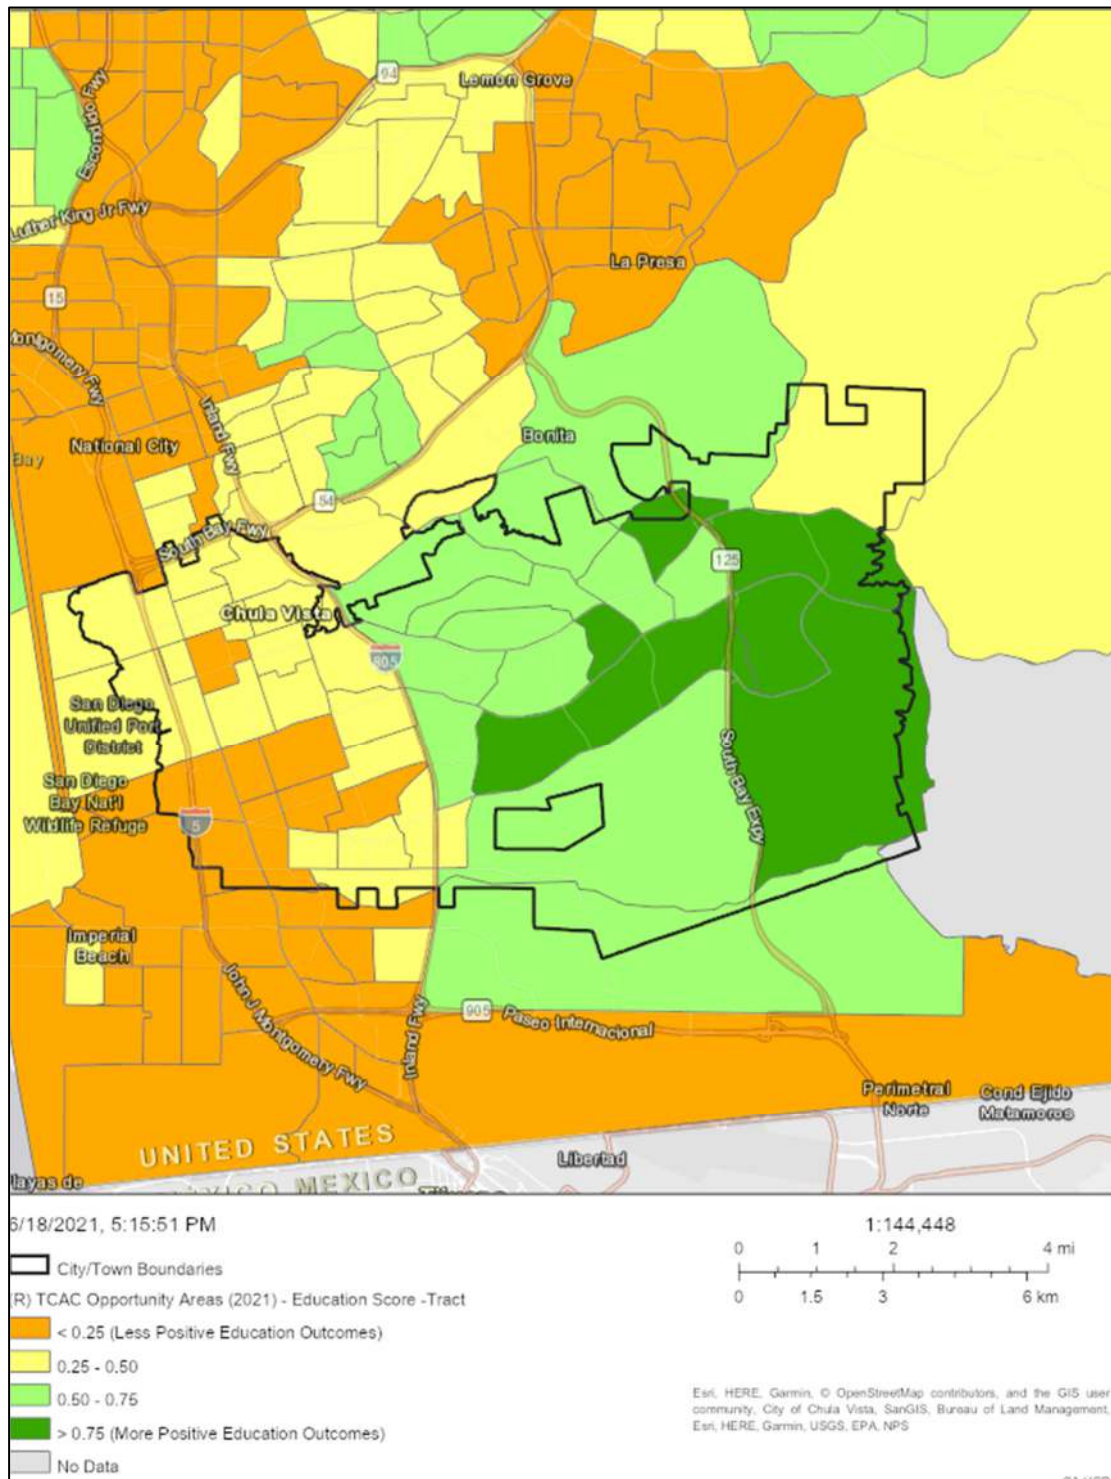 94
Lemon Grove
Escondido Fwy
Luther King Jr Fwy
La Presa
15
Montgomery Fwy
Inland Fwy
Bonita
National City
Bay
54
South Bay Fwy
125
Chula Vista
805
San Diego
Unified Port
District
San Diego
Bay Nat'l
Wildlife Refuge
South Bay Expy
5
Imperial
Beach
John J Montgomery Fwy
Inland Fwy
905
Paseo Internacional
Perimetral
Norte
Cond Ejido
Matamoros
UNITED STATES
MÉXICO MEXICO
Libertad
layas de
6/18/2021, 5:15:51 PM
1:144,448
0 1 2 4 mi
0 1.5 3 6 km
City/Town Boundaries
(R) TCAC Opportunity Areas (2021) - Education Score -Tract
< 0.25 (Less Positive Education Outcomes)
0.25 - 0.50
0.50 - 0.75
> 0.75 (More Positive Education Outcomes)
No Data
Esri, HERE, Garmin, © OpenStreetMap contributors, and the GIS user
community, City of Chula Vista, SanGIS, Bureau of Land Management,
Esri, HERE, Garmin, USGS, EPA, NPS